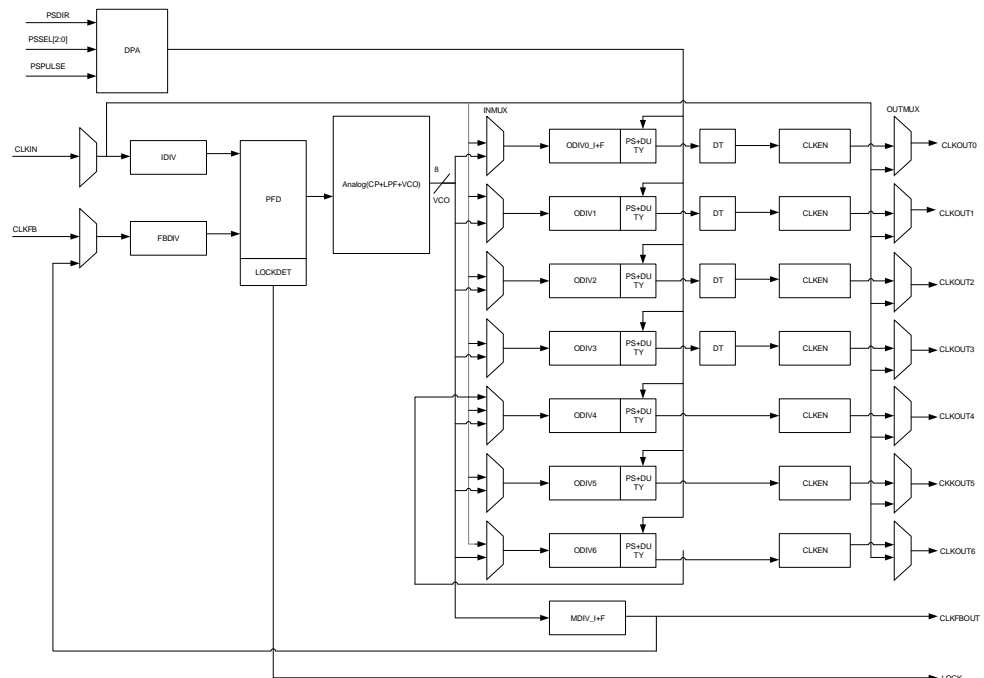 PSDIR
PSSEL[2:0]
PSPULSE
DPA
INMUX
OUTMUX
CLKIN
IDIV
PFD
Analog(CP+LPF+VCO)
8
VCO
CLKFB
FBDIV
LOCKDET
ODIV0_I+F
PS+DU
TY
DT
CLKEN
CLKOUT0
ODIV1
PS+DU
TY
DT
CLKEN
CLKOUT1
ODIV2
PS+DU
TY
DT
CLKEN
CLKOUT2
ODIV3
PS+DU
TY
DT
CLKEN
CLKOUT3
ODIV4
PS+DU
TY
CLKEN
CLKOUT4
ODIV5
PS+DU
TY
CLKEN
CKKOUT5
ODIV6
PS+DU
TY
CLKEN
CLKOUT6
MDIV_I+F
CLKFBOUT
LOCK